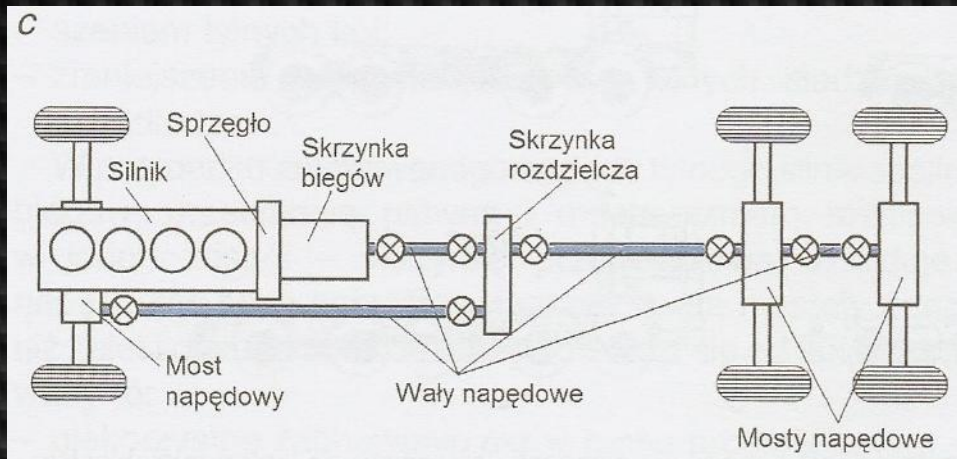 C
Sprzęgło
Silnik
Skrzynka
biegów
Skrzynka
rozdzielcza
Most
napędowy
Wały napędowe
Mosty napędowe